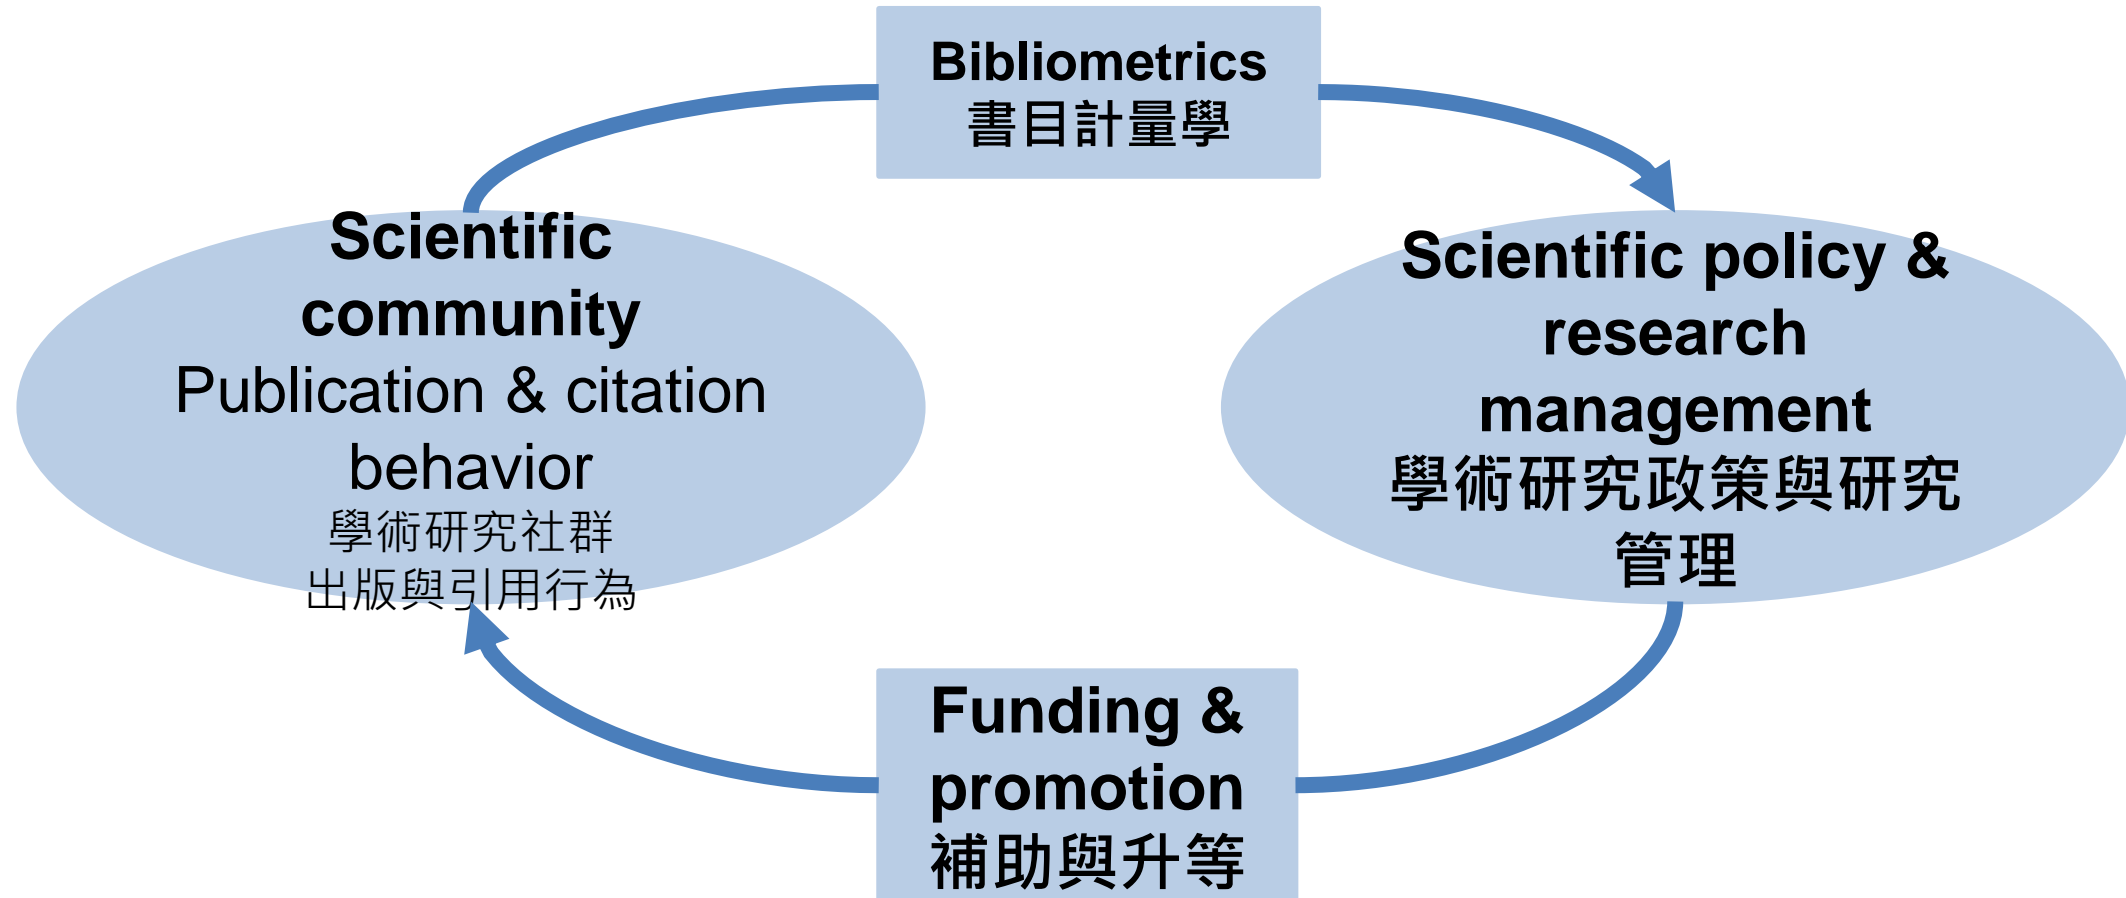 Bibliometrics
書目計量學
Scientific
community
Publication & citation
behavior
學術研究社群
出版與引用行為
Scientific policy &
research
management
學術研究政策與研究
管理
Funding &
promotion
補助與升等